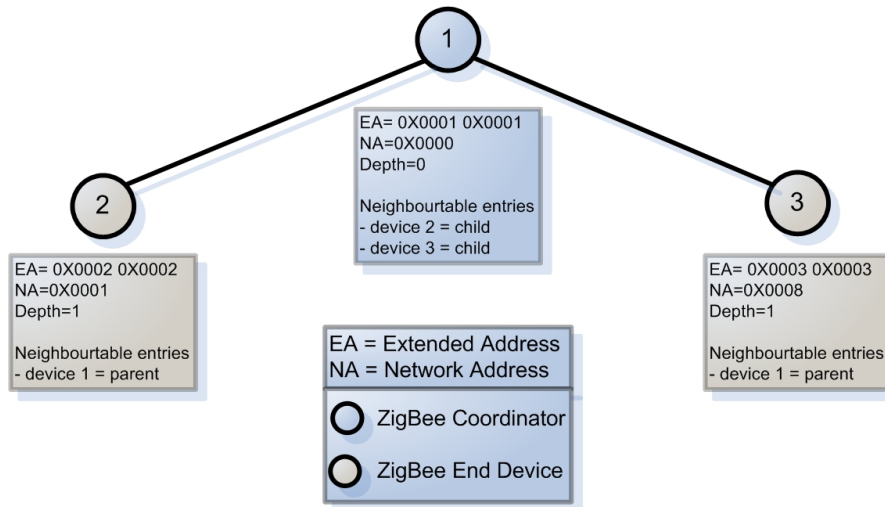 1
EA= 0X0001 0X0001
NA=0X0000
Depth=0
Neighbourtable entries
- device 2 = child
- device 3 = child
2
EA= 0X0002 0X0002
NA=0X0001
Depth=1
Neighbourtable entries
- device 1 = parent
3
EA= 0X0003 0X0003
NA=0X0008
Depth=1
Neighbourtable entries
- device 1 = parent
EA = Extended Address
NA = Network Address
ZigBee Coordinator
ZigBee End Device